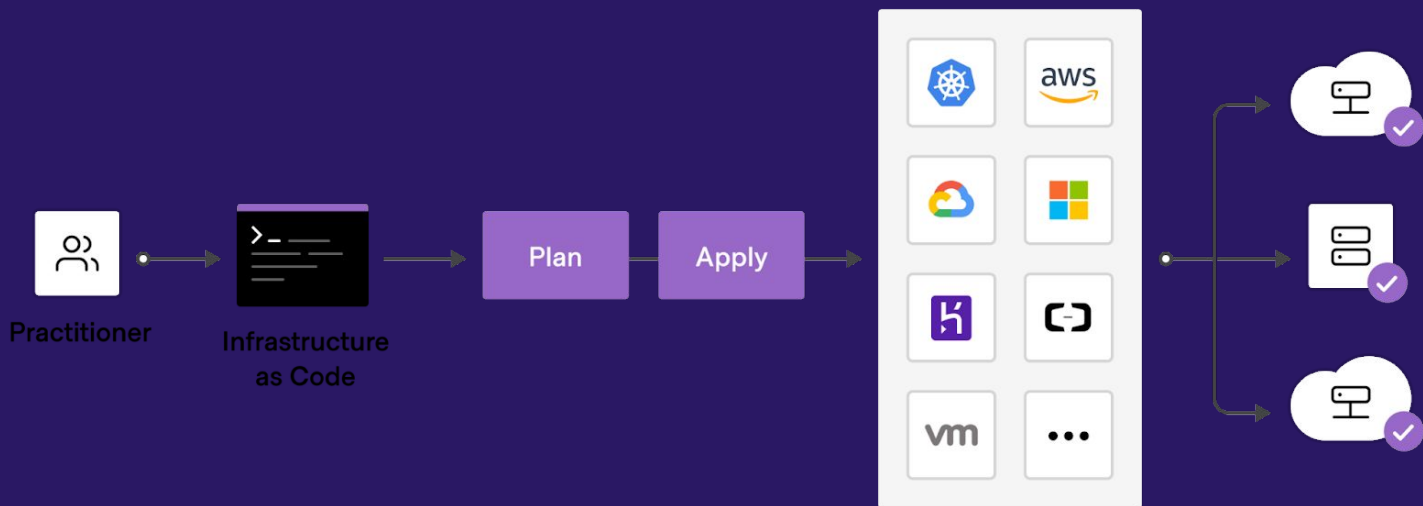 Practitioner
Infrastructure
as Code
Plan
Apply
aws
vm